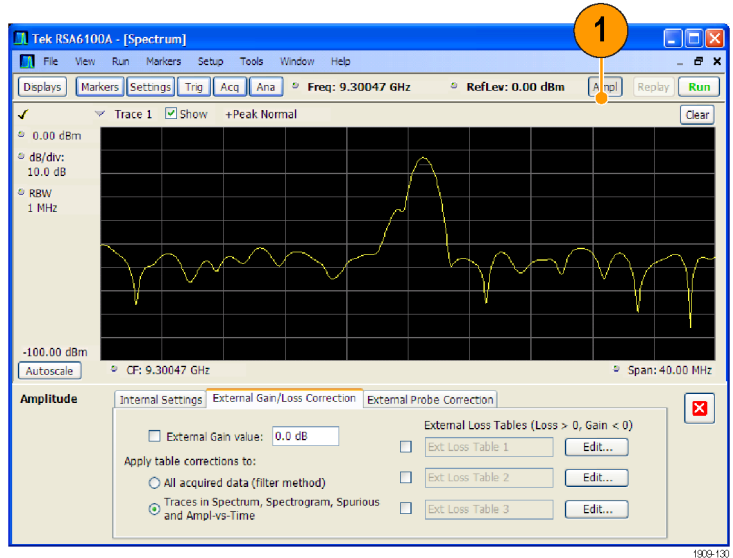 1
Tek RSA6100A - [Spectrum]
File View Run Markers Setup Tools Window Help
Displays Markers Settings Trig Acq Ana Freq: 9.30047 GHz RefLev: 0.00 dBm Ampl Replay Run
Trace 1 Show +Peak Normal Clear
0.00 dBm
dB/div:
10.0 dB
RBW
1 MHz
-100.00 dBm
Autoscale CF: 9.30047 GHz Span: 40.00 MHz
Amplitude Internal Settings External Gain/Loss Correction External Probe Correction
External Loss Tables (Loss > 0, Gain < 0)
External Gain value: 0.0 dB Ext Loss Table 1 Edit...
Apply table corrections to:
All acquired data (filter method) Ext Loss Table 2 Edit...
Traces in Spectrum, Spectrogram, Spurious
and Ampl-vs-Time Ext Loss Table 3 Edit...
1909-130